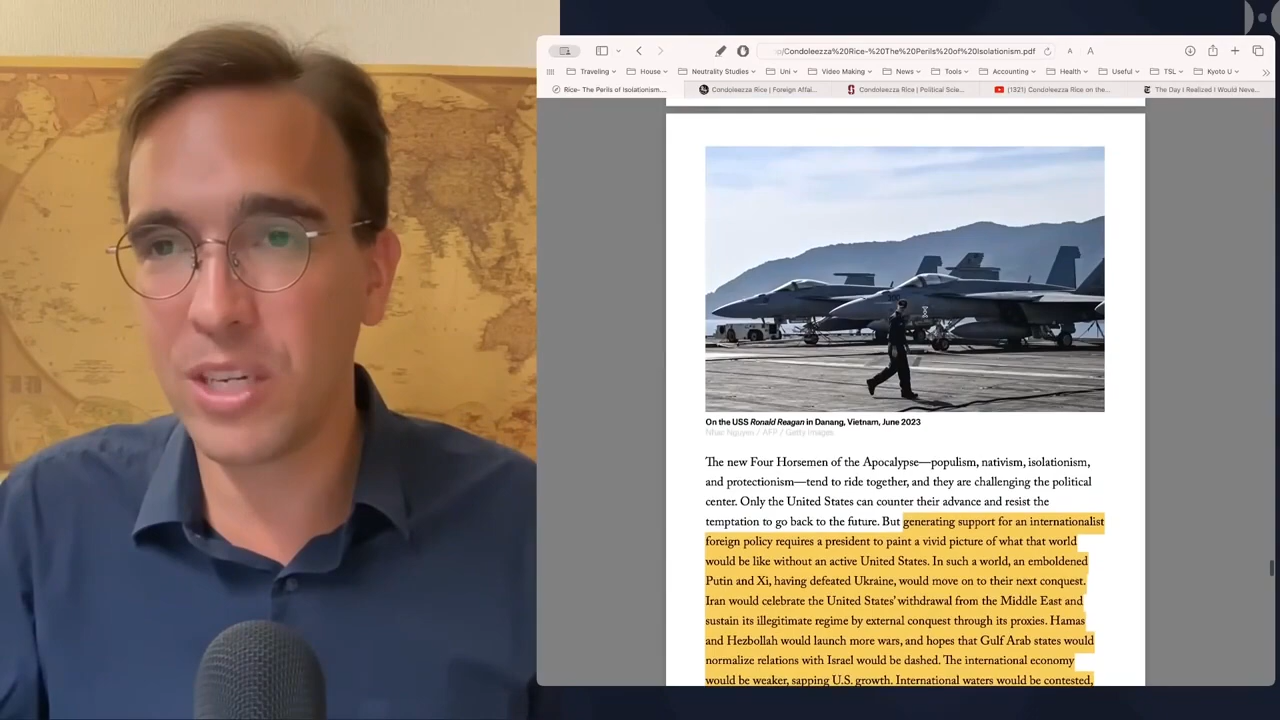 :o/Condoleezza%20Rice-%20The%20Perils%20of%20Isolationism.pdf
A A
Traveling House Neutrality Studies Uni Video Making News Tools Accounting Health Useful TSL Kyoto U
Rice- The Perils of Isolationism.... Condoleezza Rice | Foreign Affai... Condoleezza Rice | Political Scie... (1321) Condoleezza Rice on the... The Day I Realized I Would Neve...
On the USS Ronald Reagan in Danang, Vietnam, June 2023
Nhac Nguyen / AFP / Getty Images
The new Four Horsemen of the Apocalypse—populism, nativism, isolationism,
and protectionism—tend to ride together, and they are challenging the political
center. Only the United States can counter their advance and resist the
temptation to go back to the future. But generating support for an internationalist
foreign policy requires a president to paint a vivid picture of what that world
would be like without an active United States. In such a world, an emboldened
Putin and Xi, having defeated Ukraine, would move on to their next conquest.
Iran would celebrate the United States' withdrawal from the Middle East and
sustain its illegitimate regime by external conquest through its proxies. Hamas
and Hezbollah would launch more wars, and hopes that Gulf Arab states would
normalize relations with Israel would be dashed. The international economy
would be weaker, sapping U.S. growth. International waters would be contested,